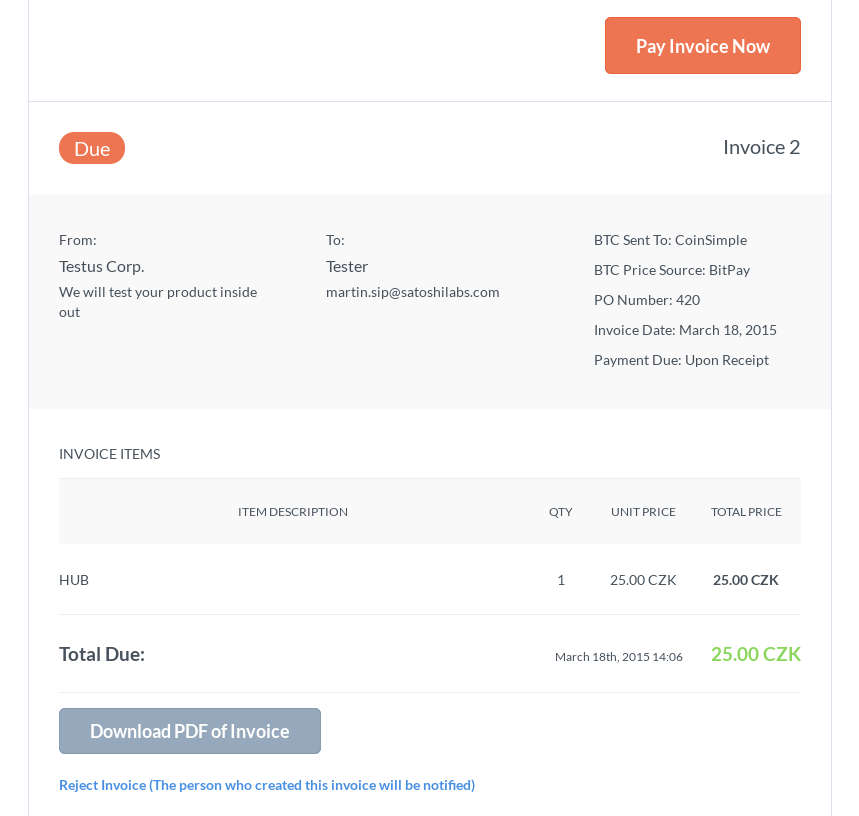 Pay Invoice Now
Due
Invoice 2
From:
Testus Corp.
We will test your product inside
out
To:
Tester
martin.sip@satoshilabs.com
BTC Sent To: CoinSimple
BTC Price Source: BitPay
PO Number: 420
Invoice Date: March 18, 2015
Payment Due: Upon Receipt
INVOICE ITEMS
ITEM DESCRIPTION QTY UNIT PRICE TOTAL PRICE
HUB 1 25.00 CZK 25.00 CZK
Total Due: March 18th, 2015 14:06 25.00 CZK
Download PDF of Invoice
Reject Invoice (The person who created this invoice will be notified)